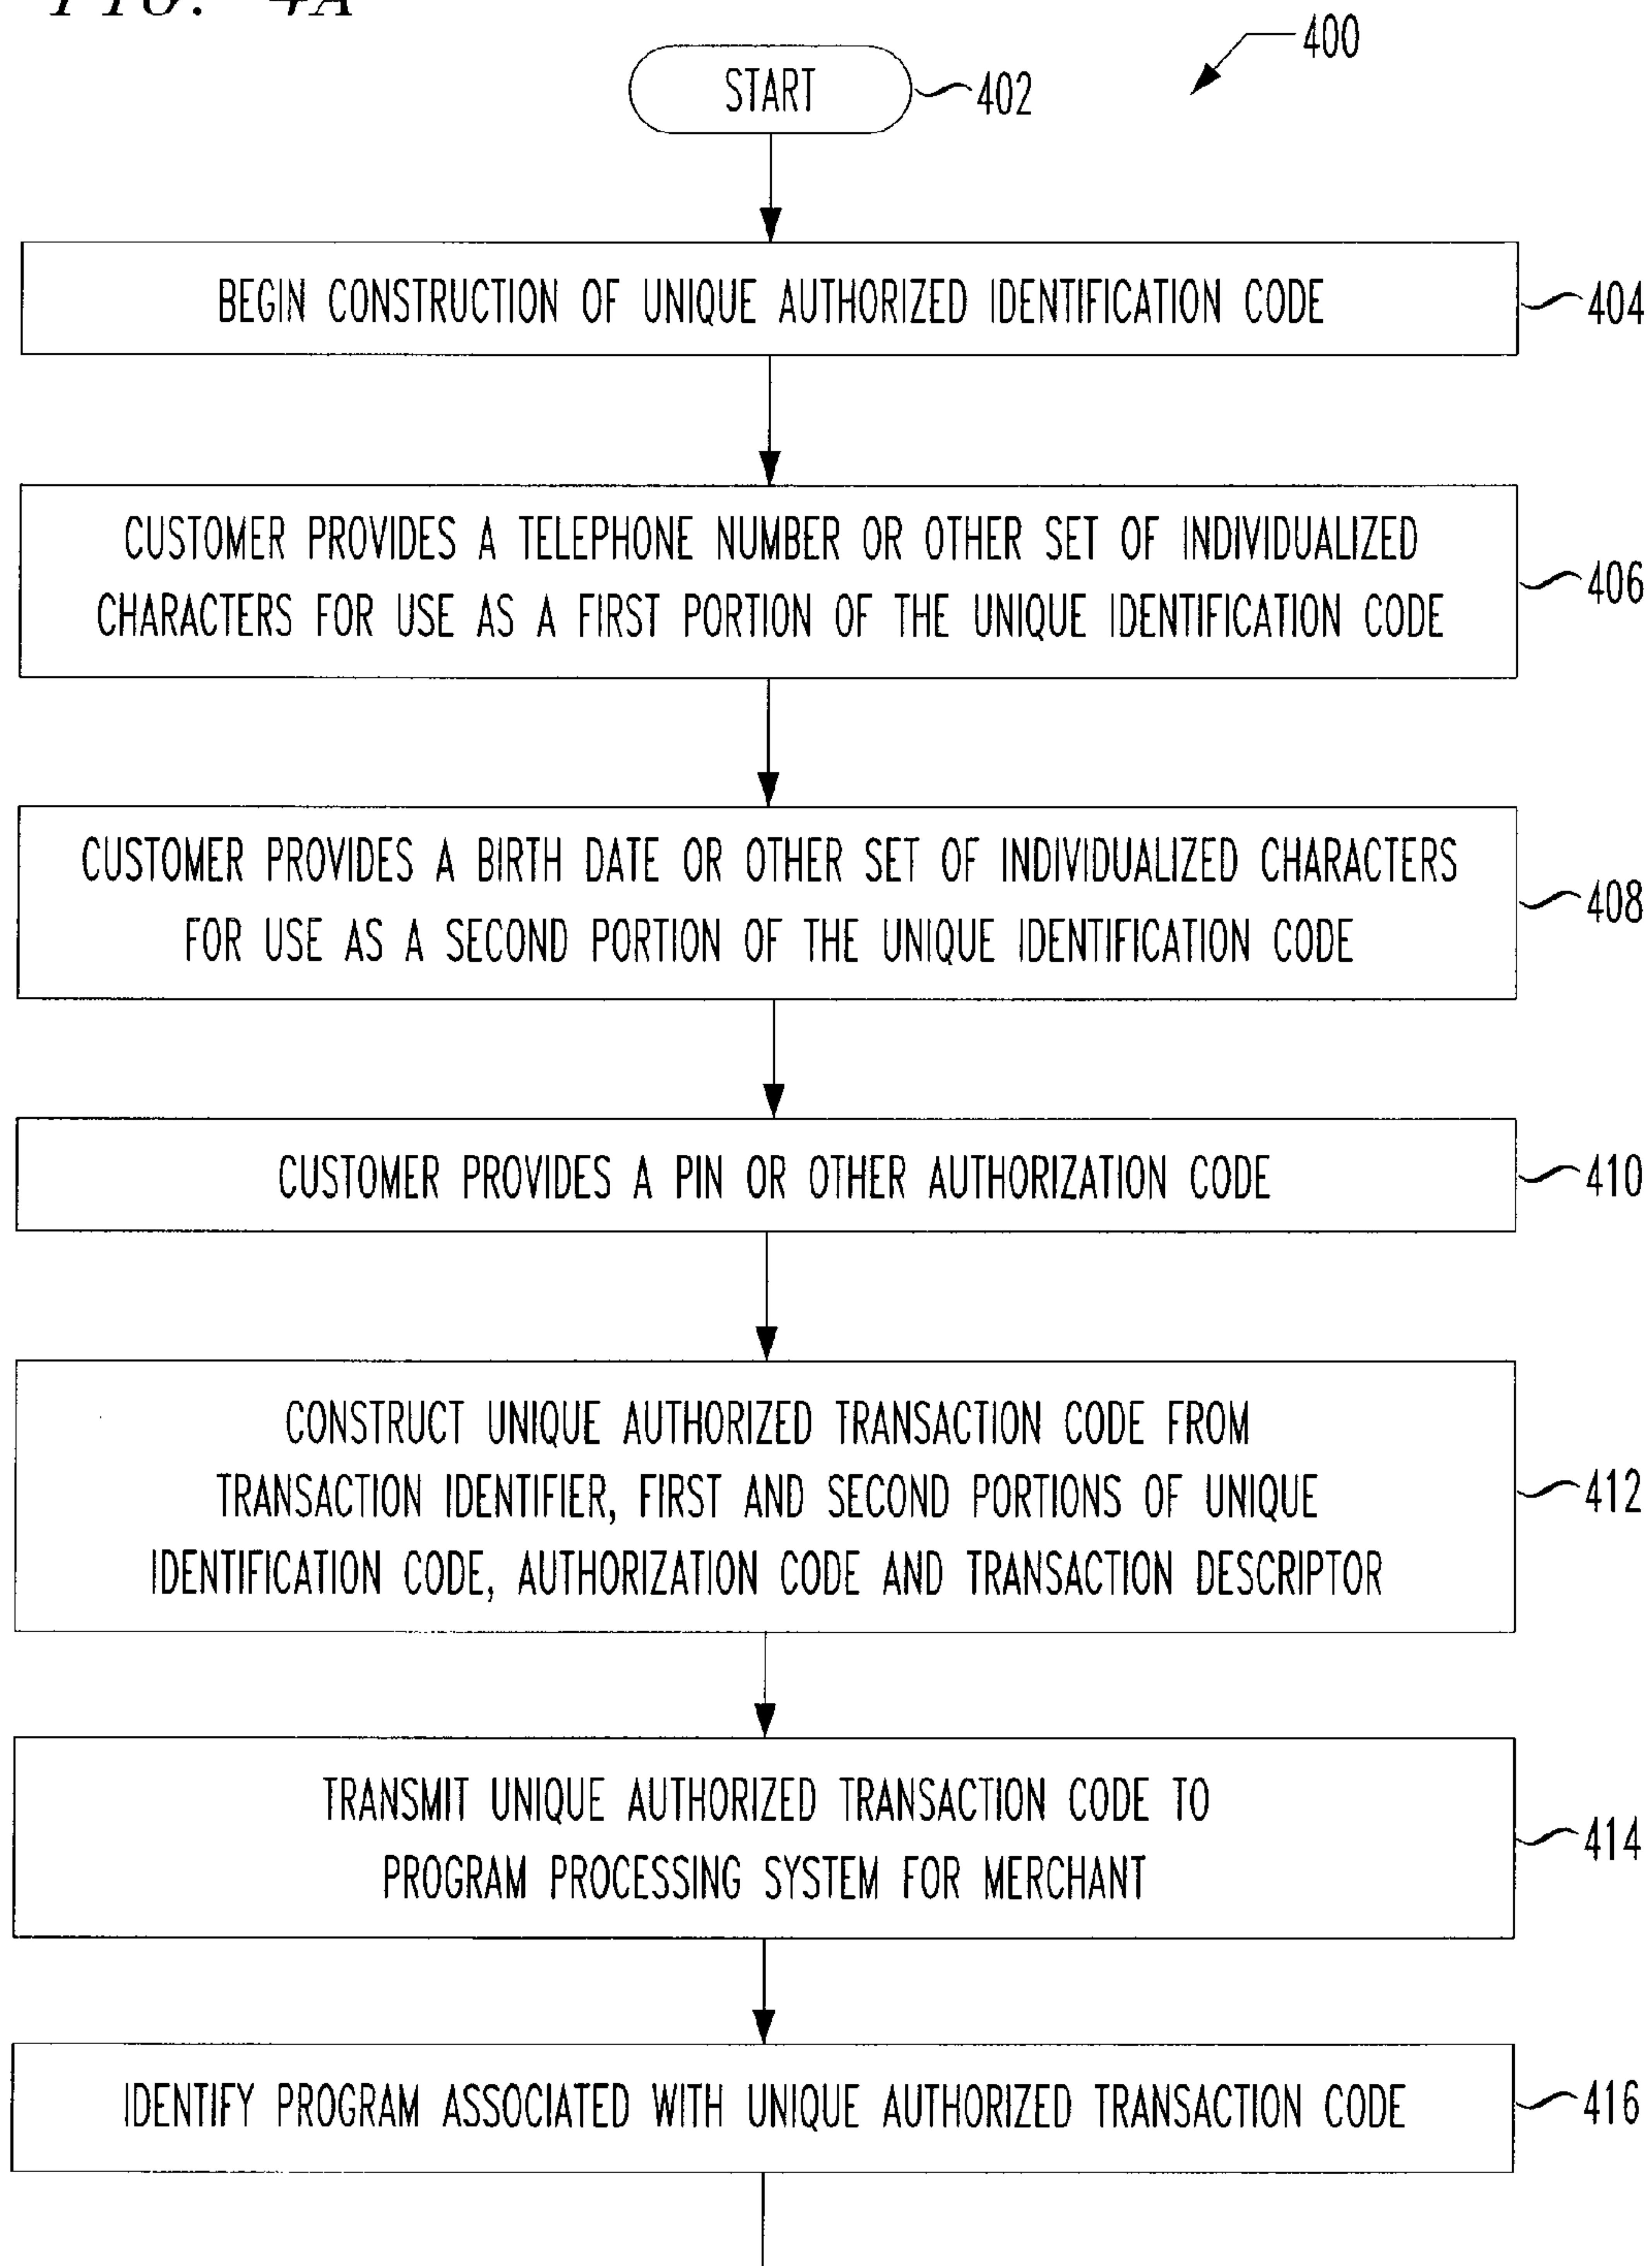 FIG. 4A
400
START
402
BEGIN CONSTRUCTION OF UNIQUE AUTHORIZED IDENTIFICATION CODE
404
CUSTOMER PROVIDES A TELEPHONE NUMBER OR OTHER SET OF INDIVIDUALIZED
CHARACTERS FOR USE AS A FIRST PORTION OF THE UNIQUE IDENTIFICATION CODE
406
CUSTOMER PROVIDES A BIRTH DATE OR OTHER SET OF INDIVIDUALIZED CHARACTERS
FOR USE AS A SECOND PORTION OF THE UNIQUE IDENTIFICATION CODE
408
CUSTOMER PROVIDES A PIN OR OTHER AUTHORIZATION CODE
410
CONSTRUCT UNIQUE AUTHORIZED TRANSACTION CODE FROM
TRANSACTION IDENTIFIER, FIRST AND SECOND PORTIONS OF UNIQUE
IDENTIFICATION CODE, AUTHORIZATION CODE AND TRANSACTION DESCRIPTOR
412
TRANSMIT UNIQUE AUTHORIZED TRANSACTION CODE TO
PROGRAM PROCESSING SYSTEM FOR MERCHANT
414
IDENTIFY PROGRAM ASSOCIATED WITH UNIQUE AUTHORIZED TRANSACTION CODE
416